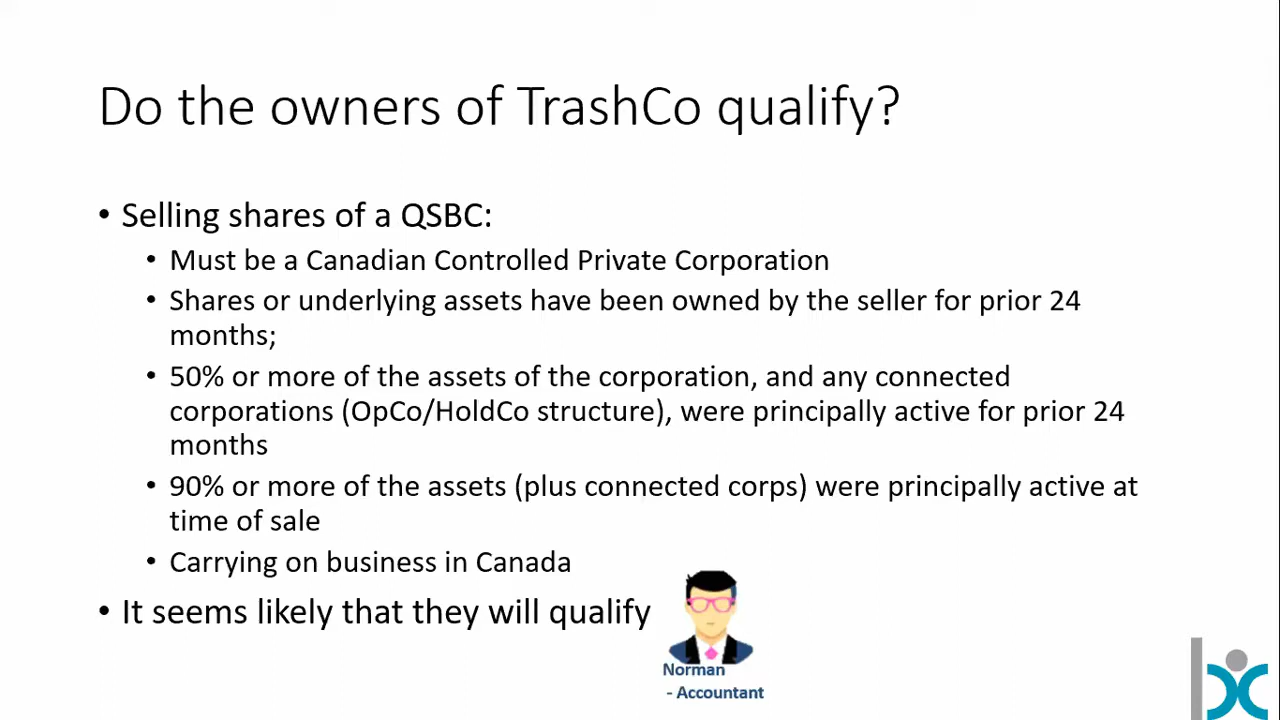 Do the owners of TrashCo qualify?
• Selling shares of a QSBC:
• Must be a Canadian Controlled Private Corporation
• Shares or underlying assets have been owned by the seller for prior 24
months;
• 50% or more of the assets of the corporation, and any connected
corporations (OpCo/HoldCo structure), were principally active for prior 24
months
• 90% or more of the assets (plus connected corps) were principally active at
time of sale
• Carrying on business in Canada
• It seems likely that they will qualify
Norman
- Accountant